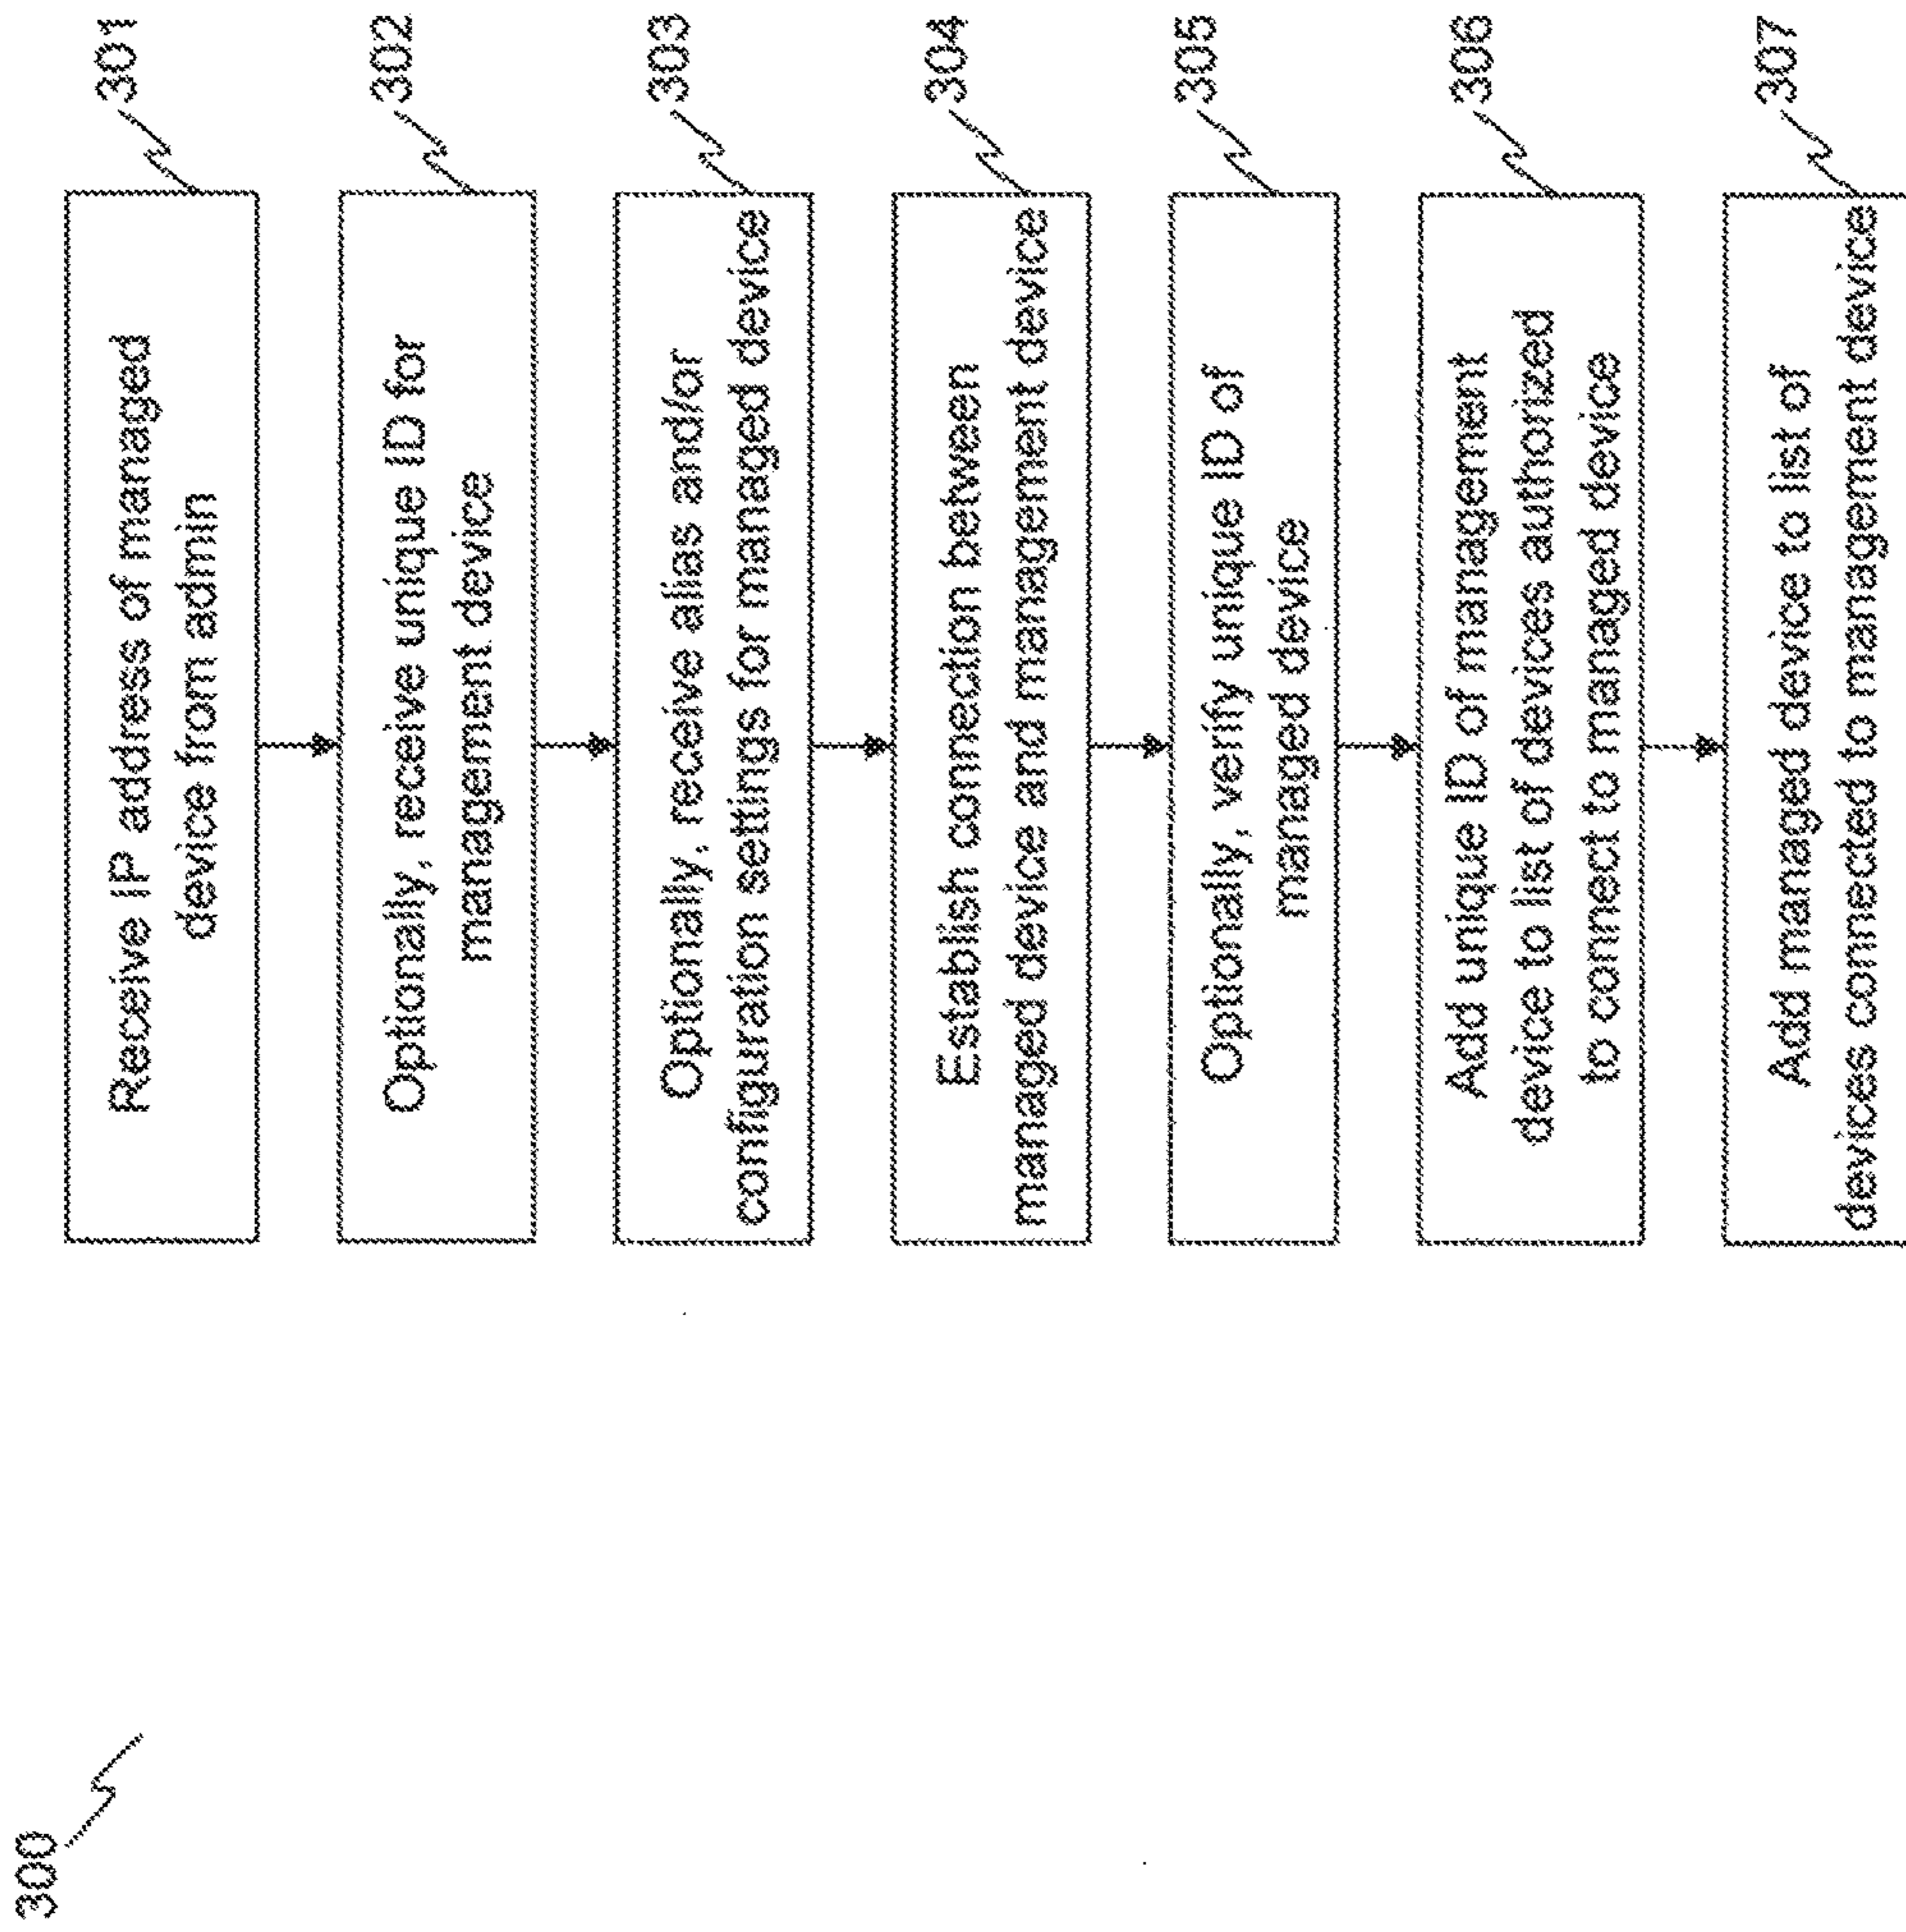 300
Receive IP address of managed
device from admin
301
Optionally, receive unique ID for
management device
302
Optionally, receive alias and/or
configuration settings for managed device
303
Establish connection between
managed device and management device
304
Optionally, verify unique ID of
managed device
305
Add unique ID of management
device to list of devices authorized
to connect to managed device
306
Add managed device to list of
devices connected to management device
307